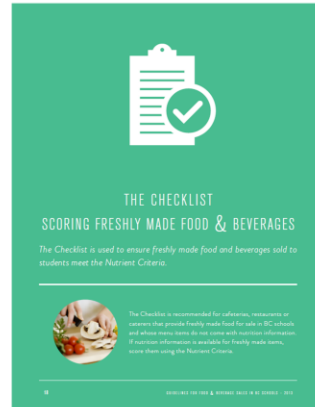 THE CHECKLIST
SCORING FRESHLY MADE FOOD & BEVERAGES
The Checklist is used to ensure freshly made food and beverages sold to
students meet the Nutrient Criteria.
The Checklist is recommended for cafeterias, restaurants or
caterers that provide freshly made food for sale in BC schools
and whose menu items do not come with nutrition information.
If nutrition information is available for freshly made items,
score them using the Nutrient Criteria.
GUIDELINES FOR FOOD & BEVERAGE SALES IN BC SCHOOLS - 2013